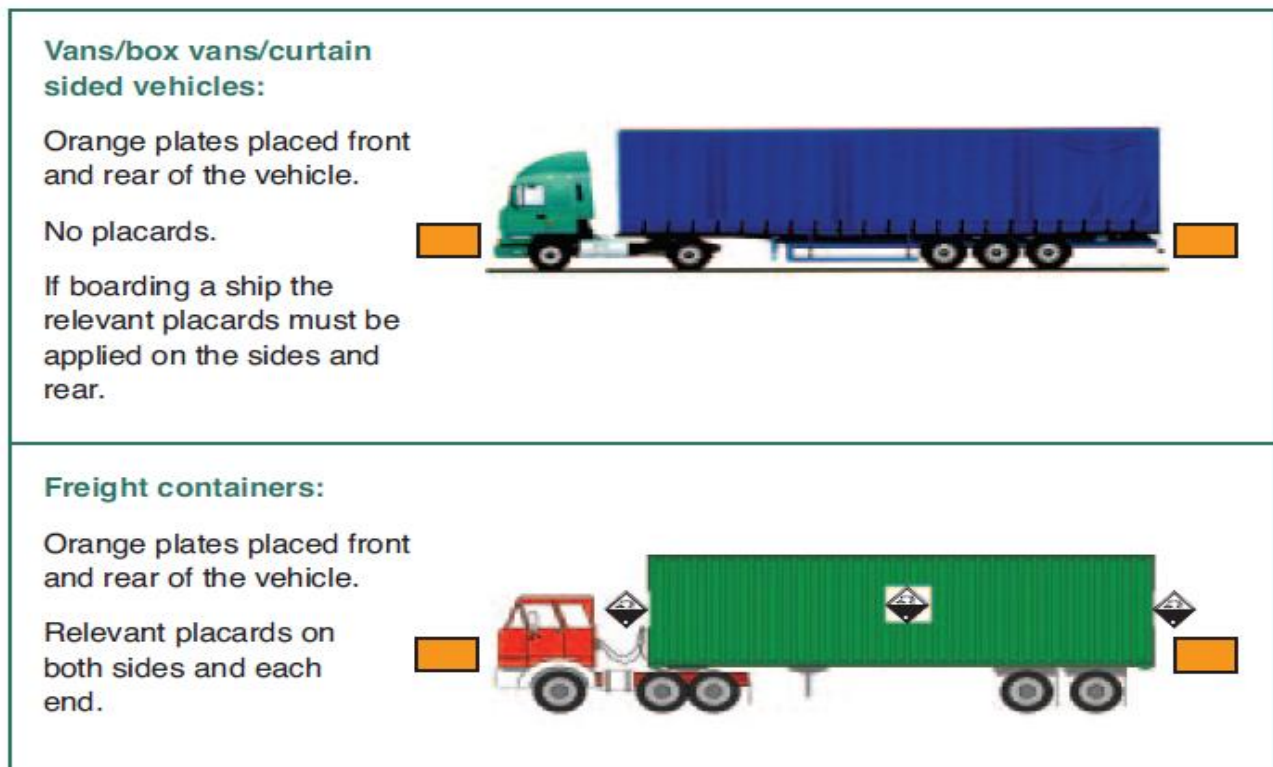 Vans/box vans/curtain
sided vehicles:
Orange plates placed front
and rear of the vehicle.
No placards.
If boarding a ship the
relevant placards must be
applied on the sides and
rear.
Freight containers:
Orange plates placed front
and rear of the vehicle.
Relevant placards on
both sides and each
end.